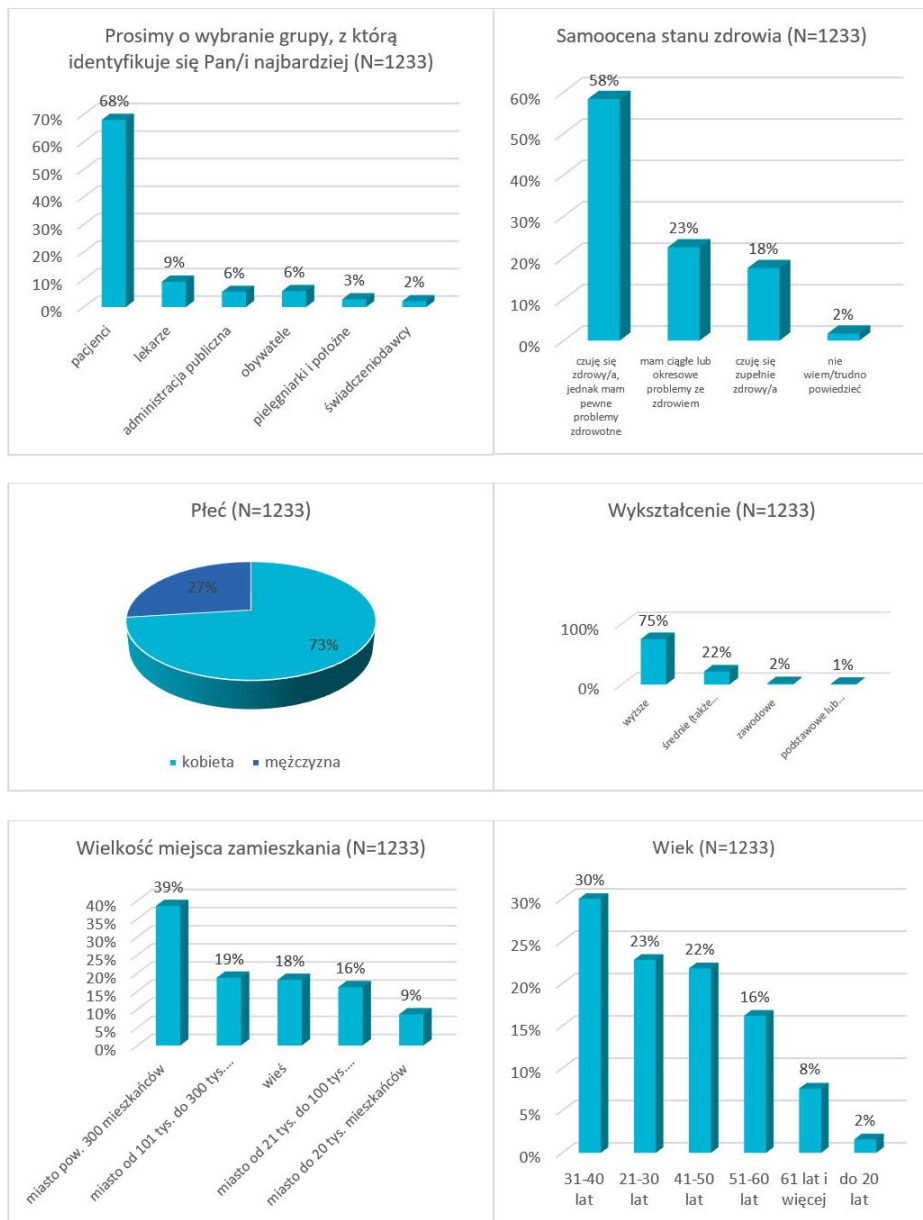 Prosimy o wybranie grupy, z którą
identyfikuje się Pan/i najbardziej (N=1233)
70%
60%
50%
40%
30%
20%
10%
0%
68%
9%
6%
6%
3%
2%
pacjenci
lekarze
administracja publiczna
obywatele
pielęgniarki i położne
świadczeniodawcy
Samoocena stanu zdrowia (N=1233)
60%
50%
40%
30%
20%
10%
0%
58%
23%
18%
2%
czuję się
zdrowy/a,
jednak mam
pewne
problemy
zdrowotne
mam ciągłe lub
okresowe
problemy ze
zdrowiem
czuję się
zupełnie
zdrowy/a
nie
wiem/trudno
powiedzieć
Płeć (N=1233)
27%
73%
kobieta
mężczyzna
Wykształcenie (N=1233)
100%
0%
75%
22%
2%
1%
wyższe
średnie (także...
zawodowe
podstawowe lub...
Wielkość miejsca zamieszkania (N=1233)
40%
35%
30%
25%
20%
15%
10%
5%
0%
39%
19%
18%
16%
9%
miasto pow. 300 mieszkańców
miasto od 101 tys. do 300 tys....
wieś
miasto od 21 tys. do 100 tys....
miasto do 20 tys. mieszkańców
Wiek (N=1233)
30%
25%
20%
15%
10%
5%
0%
30%
23%
22%
16%
8%
2%
31-40
lat
21-30
lat
41-50
lat
51-60
lat
61 lat i
więcej
do 20
lat